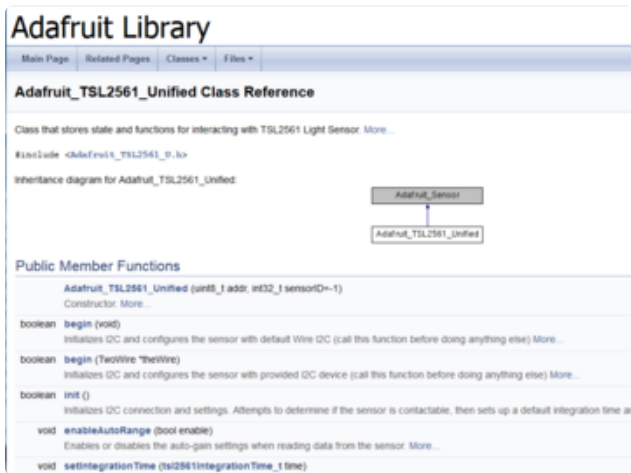 Adafruit Library
Main Page Related Pages Classes Files
Adafruit_TSL2561_Unified Class Reference
Class that stores state and functions for interacting with TSL2561 Light Sensor. More...
#include <Adafruit_TSL2561_U.h>
Inheritance diagram for Adafruit_TSL2561_Unified:
Adafruit_Sensor
Adafruit_TSL2561_Unified
Public Member Functions
Adafruit_TSL2561_Unified (uint8_t addr, int32_t sensorID=-1)
Constructor. More...
boolean begin (void)
Initializes I2C and configures the sensor with default Wire I2C (call this function before doing anything else) More...
boolean begin (TwoWire *theWire)
Initializes I2C and configures the sensor with provided I2C device (call this function before doing anything else) More...
boolean init ()
Initializes I2C connection and settings. Attempts to determine if the sensor is contactable, then sets up a default integration time a
void enableAutoRange (bool enable)
Enables or disables the auto-gain settings when reading data from the sensor. More...
void setIntegrationTime (tsl2561IntegrationTime_t time)